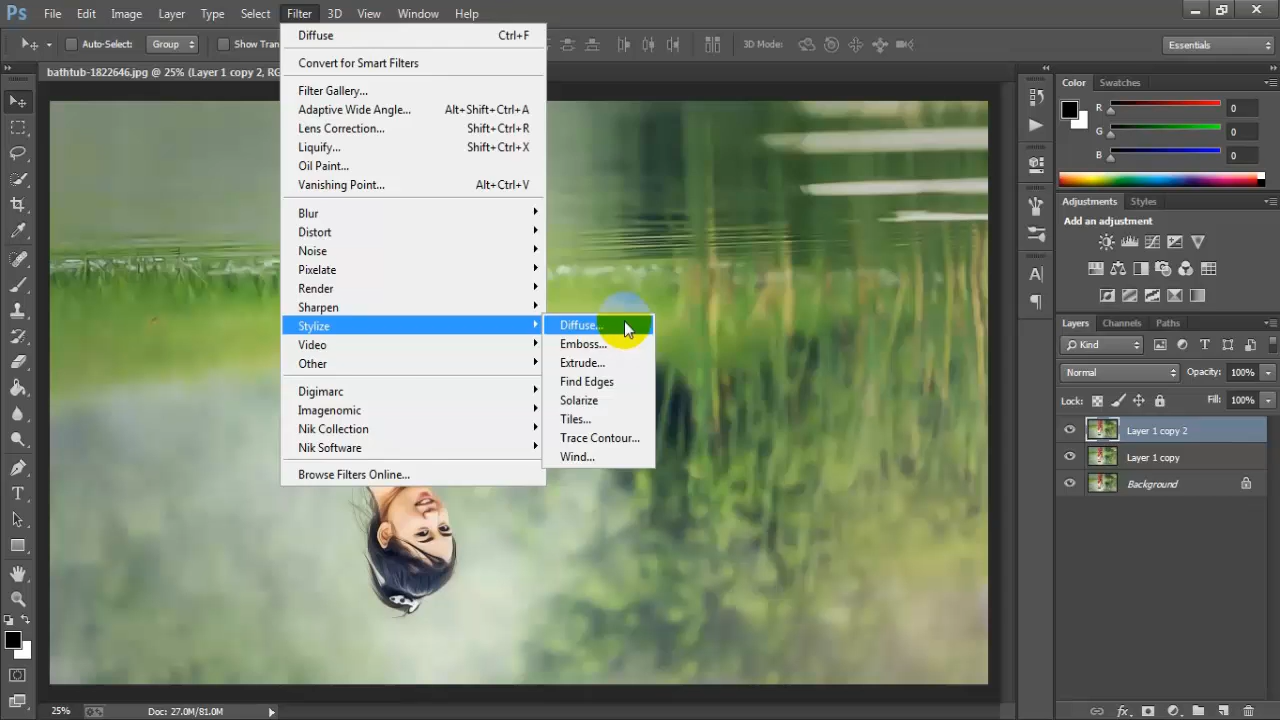 Ps File Edit Image Layer Type Select Filter 3D View Window Help
Auto-Select: Group Show Tran 3D Mode: Essentials
bathtub-1822646.jpg @ 25% (Layer 1 copy 2, RG
Diffuse Ctrl+F
Convert for Smart Filters
Filter Gallery...
Adaptive Wide Angle... Alt+Shift+Ctrl+A
Lens Correction... Shift+Ctrl+R
Liquify... Shift+Ctrl+X
Oil Paint...
Vanishing Point... Alt+Ctrl+V
Blur
Distort
Noise
Pixelate
Render
Sharpen
Stylize
Video
Other
Digimarc
Imagenomic
Nik Collection
Nik Software
Browse Filters Online...
Diffuse...
Emboss...
Extrude...
Find Edges
Solarize
Tiles...
Trace Contour...
Wind...
Color Swatches
R 0
G 0
B 0
Adjustments Styles
Add an adjustment
Layers Channels Paths
Kind
Normal Opacity: 100%
Lock: Fill: 100%
Layer 1 copy 2
Layer 1 copy
Background
25% Doc: 27.0M/81.0M